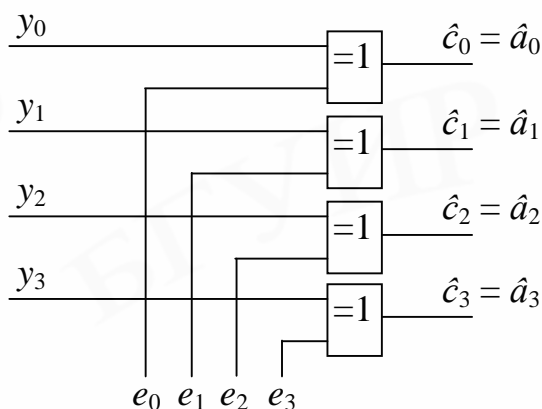 y₀ =1 ĉ₀ = â₀
y₁ =1 ĉ₁ = â₁
y₂ =1 ĉ₂ = â₂
y₃ =1 ĉ₃ = â₃
e₀ e₁ e₂ e₃
БГУИР